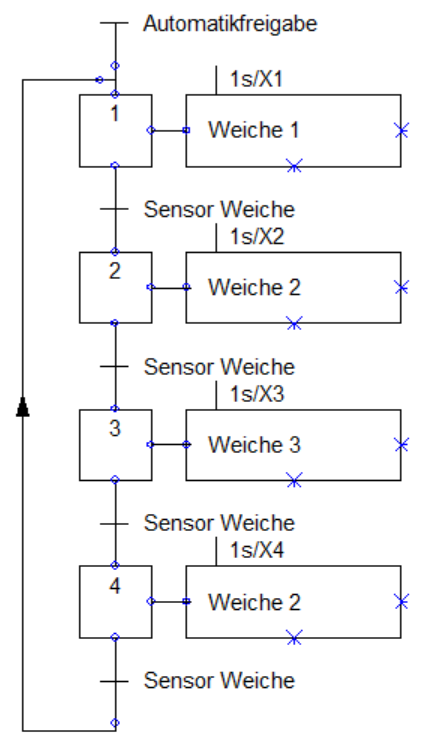 Automatikfreigabe
1s/X1
1
Weiche 1
Sensor Weiche
1s/X2
2
Weiche 2
Sensor Weiche
1s/X3
3
Weiche 3
Sensor Weiche
1s/X4
4
Weiche 2
Sensor Weiche